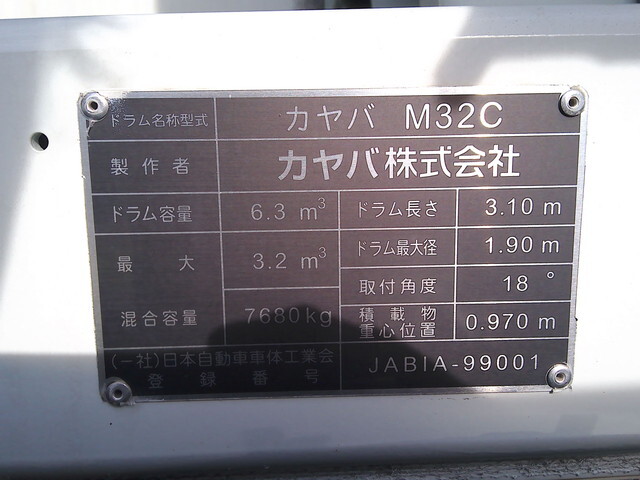 ドラム名称型式 カヤバ M32C
製作者 カヤバ株式会社
ドラム容量 6.3 m³ ドラム長さ 3.10 m
最大 3.2 m³ ドラム最大径 1.90 m
取付角度 18°
混合容量 7680kg 積載物
重心位置 0.970 m
(一社)日本自動車車体工業会
登録番号 JABIA-99001